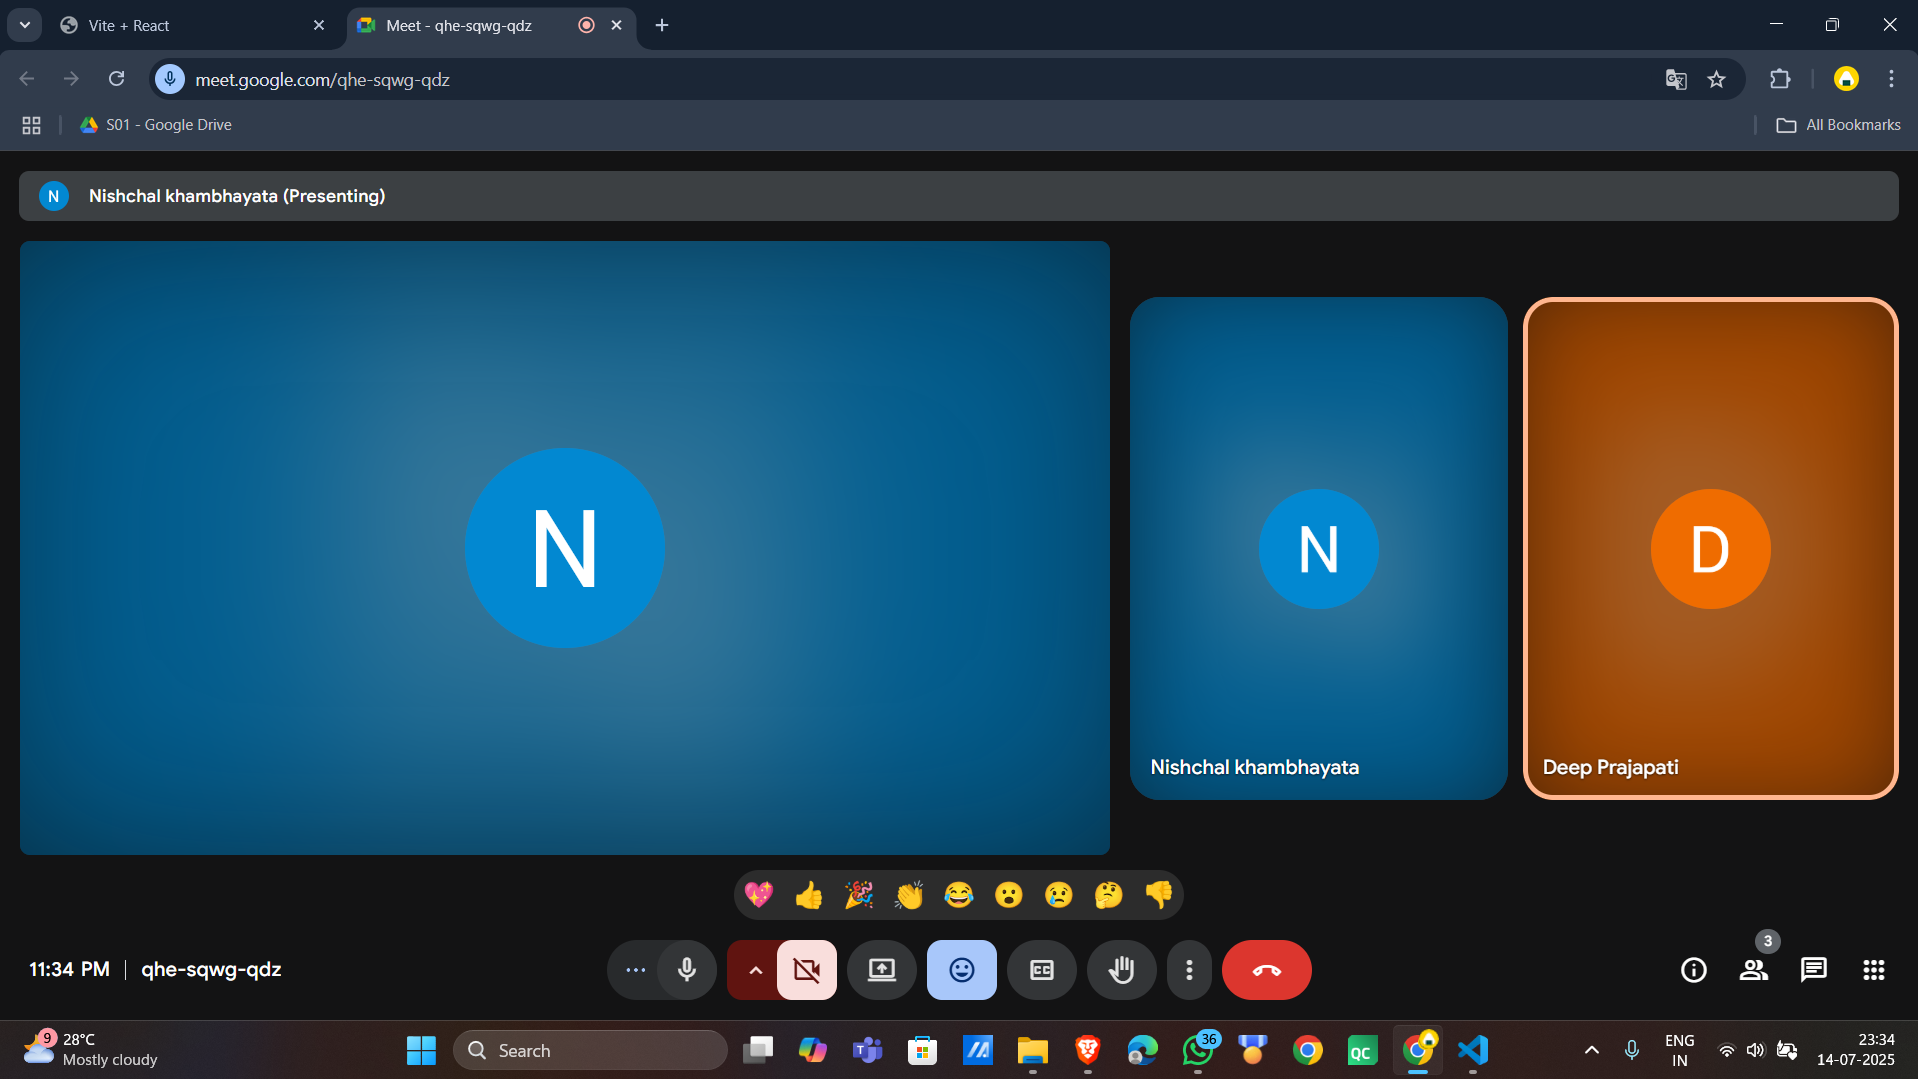 Vite + React
Meet - qhe-sqwg-qdz
meet.google.com/qhe-sqwg-qdz
S01 - Google Drive
All Bookmarks
N
Nishchal khambhayata (Presenting)
N
N
Nishchal khambhayata
D
Deep Prajapati
11:34 PM
qhe-sqwg-qdz
CC
3
9
28°C
Mostly cloudy
Search
T
36
QC
ENG
IN
23:34
14-07-2025